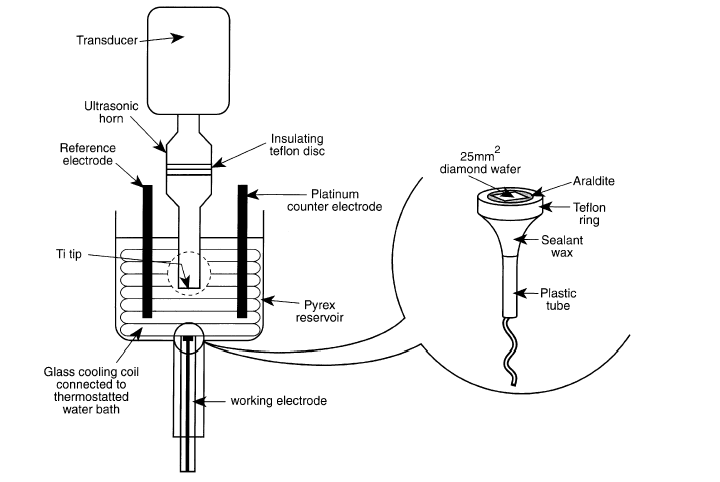 Transducer
Ultrasonic
horn
Reference
electrode
Insulating
teflon disc
Platinum
counter electrode
Ti tip
Pyrex
reservoir
Glass cooling coil
connected to
thermostatted
water bath
working electrode
25mm²
diamond wafer
Araldite
Teflon
ring
Sealant
wax
Plastic
tube